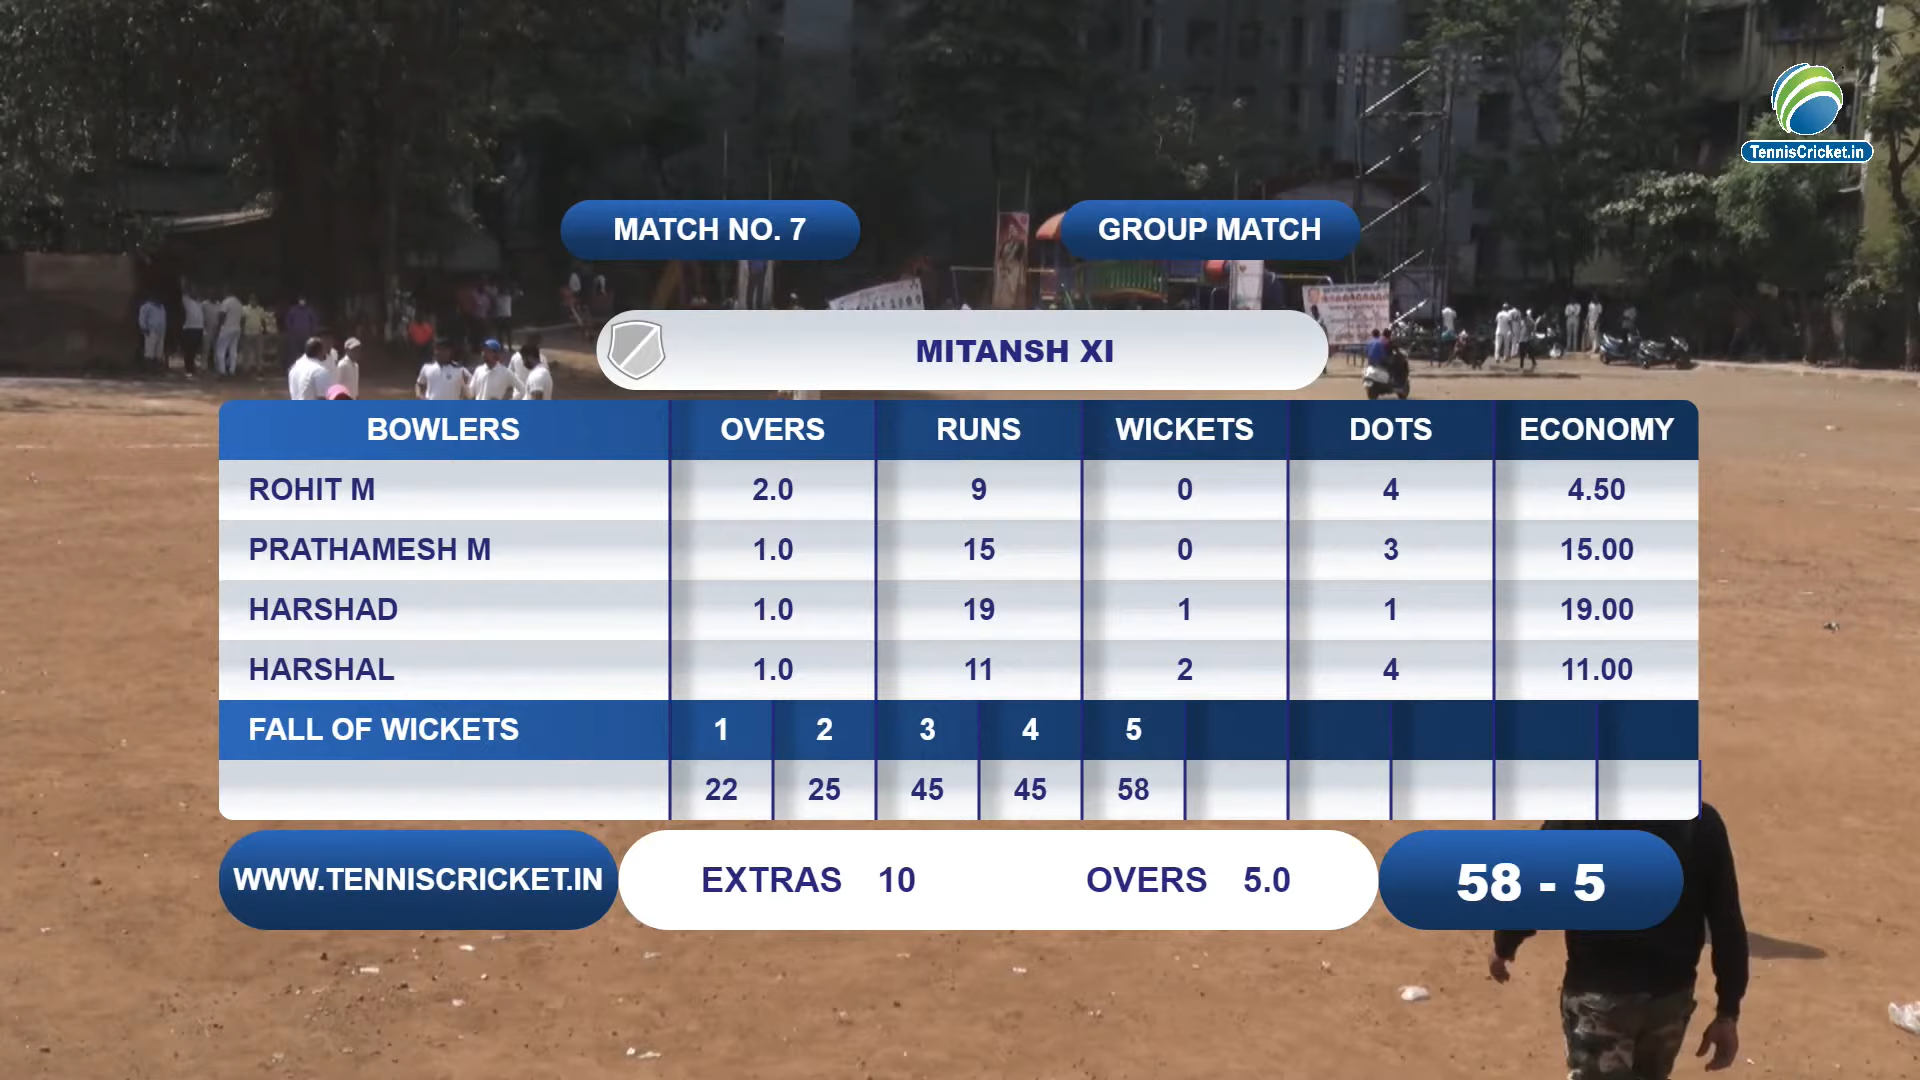 TennisCricket.in
MATCH NO. 7 GROUP MATCH
MITANSH XI
BOWLERS OVERS RUNS WICKETS DOTS ECONOMY
ROHIT M 2.0 9 0 4 4.50
PRATHAMESH M 1.0 15 0 3 15.00
HARSHAD 1.0 19 1 1 19.00
HARSHAL 1.0 11 2 4 11.00
FALL OF WICKETS 1 2 3 4 5
22 25 45 45 58
WWW.TENNISCRICKET.IN EXTRAS 10 OVERS 5.0 58 - 5